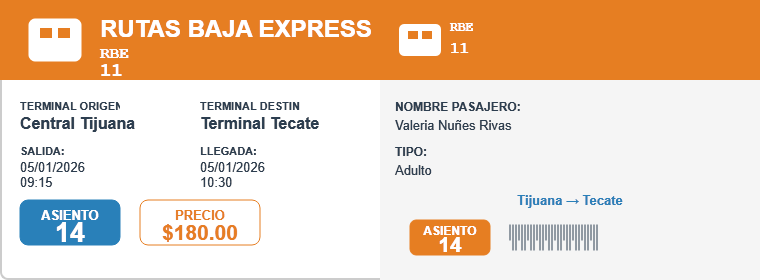 RUTAS BAJA EXPRESS
RBE
11
TERMINAL ORIGEN
Central Tijuana
TERMINAL DESTIN
Terminal Tecate
SALIDA:
05/01/2026
09:15
LLEGADA:
05/01/2026
10:30
ASIENTO
14
PRECIO
$180.00
RBE
11
NOMBRE PASAJERO:
Valeria Nuñes Rivas
TIPO:
Adulto
Tijuana → Tecate
ASIENTO
14